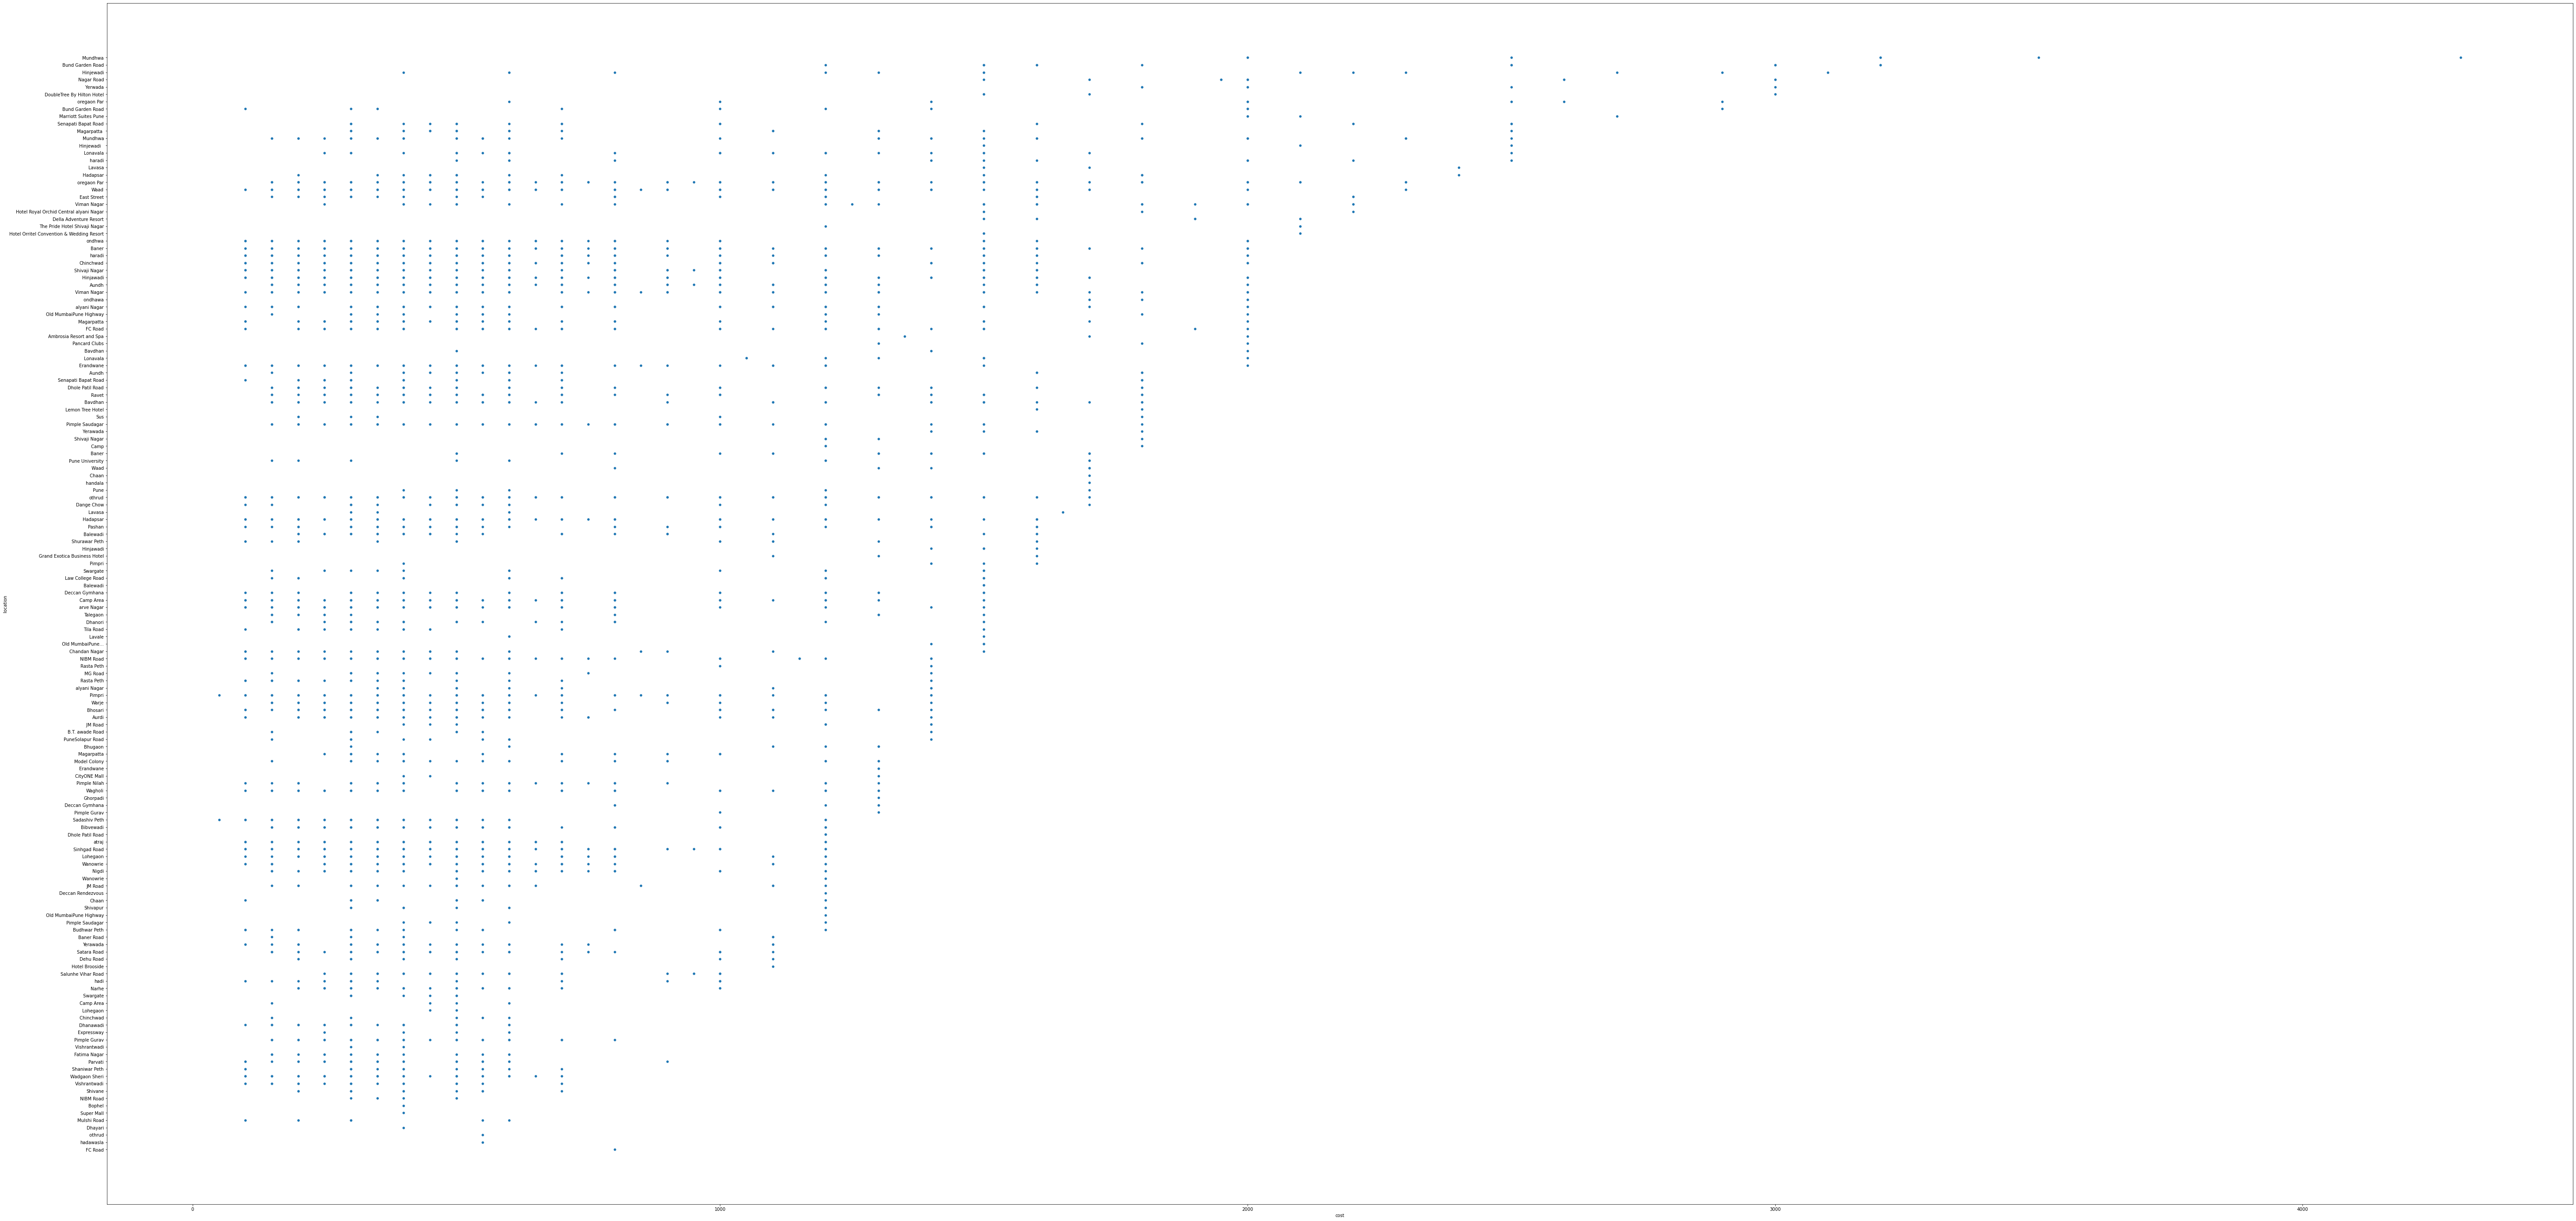 Mundhwa
Bund Garden Road
Hinjewadi
Nagar Road
Yerwada
DoubleTree By Hilton Hotel
oregaon Par
Bund Garden Road
Marriott Suites Pune
Senapati Bapat Road
Magarpatta
Mundhwa
Hinjewadi
Lonavala
haradi
Lavasa
Hadapsar
oregaon Par
Waad
East Street
Viman Nagar
Hotel Royal Orchid Central alyani Nagar
Della Adventure Resort
The Pride Hotel Shivaji Nagar
Hotel Orritel Convention & Wedding Resort
ondhwa
Baner
haradi
Chinchwad
Shivaji Nagar
Hinjawadi
Aundh
Viman Nagar
ondhawa
alyani Nagar
Old MumbaiPune Highway
Magarpatta
FC Road
Ambrosia Resort and Spa
Pancard Clubs
Bavdhan
Lonavala
Erandwane
Aundh
Senapati Bapat Road
Dhole Patil Road
Ravet
Bavdhan
Lemon Tree Hotel
Sus
Pimple Saudagar
Yerawada
Shivaji Nagar
Camp
Baner
Pune University
Waad
Chaan
handala
Pune
dthrud
Dange Chow
Lavasa
Hadapsar
Pashan
Balewadi
Shurawar Peth
Hinjawadi
Grand Exotica Business Hotel
Pimpri
Swargate
Law College Road
Balewadi
Deccan Gymhana
Camp Area
arve Nagar
Talegaon
Dhanori
Tila Road
Lavale
Old MumbaiPune...
Chandan Nagar
NIBM Road
Rasta Peth
MG Road
Rasta Peth
alyani Nagar
Pimpri
Warje
Bhosari
Aurdi
JM Road
B.T. awade Road
PuneSolapur Road
Bhugaon
Magarpatta
Model Colony
Erandwane
CityONE Mall
Pimple Nilah
Wagholi
Ghorpadi
Deccan Gymhana
Pimple Gurav
Sadashiv Peth
Bibvewadi
Dhole Patil Road
atraj
Sinhgad Road
Lohegaon
Wanowrie
Nigdi
Wanowrie
JM Road
Deccan Rendezvous
Chaan
Shivapur
Old MumbaiPune Highway
Pimple Saudagar
Budhwar Peth
Baner Road
Yerawada
Satara Road
Dehu Road
Hotel Brooside
Salunhe Vihar Road
hadi
Narhe
Swargate
Camp Area
Lohegaon
Chinchwad
Dhanawadi
Expressway
Pimple Gurav
Vishrantwadi
Fatima Nagar
Parvati
Shaniwar Peth
Wadgaon Sheri
Vishrantwadi
Shivane
NIBM Road
Bophel
Super Mall
Mulshi Road
Dhayari
othrud
hadawasla
FC Road
location
0 1000 2000 3000 4000
cost